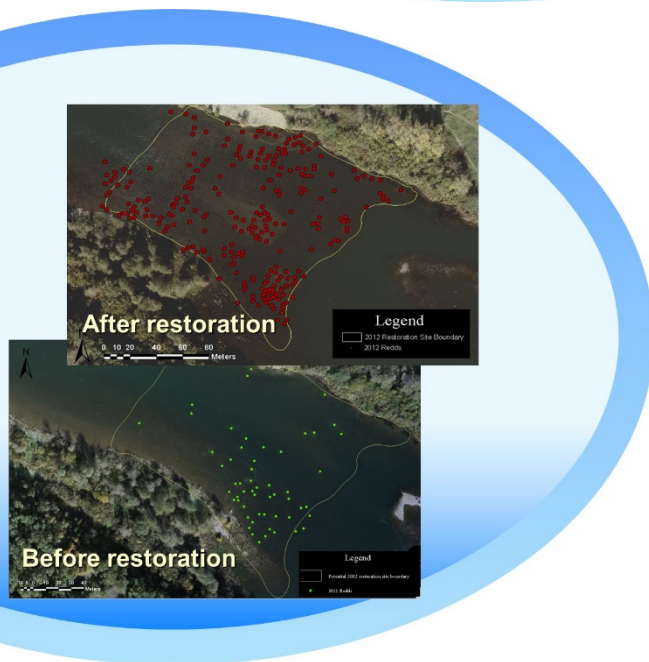 After restoration
Legend
2012 Restoration Site Boundary
2012 Redds
0 10 20 40 60 80
Meters
N
Before restoration
Legend
Potential 2012 restoration site boundary
2011 Redds
Meters